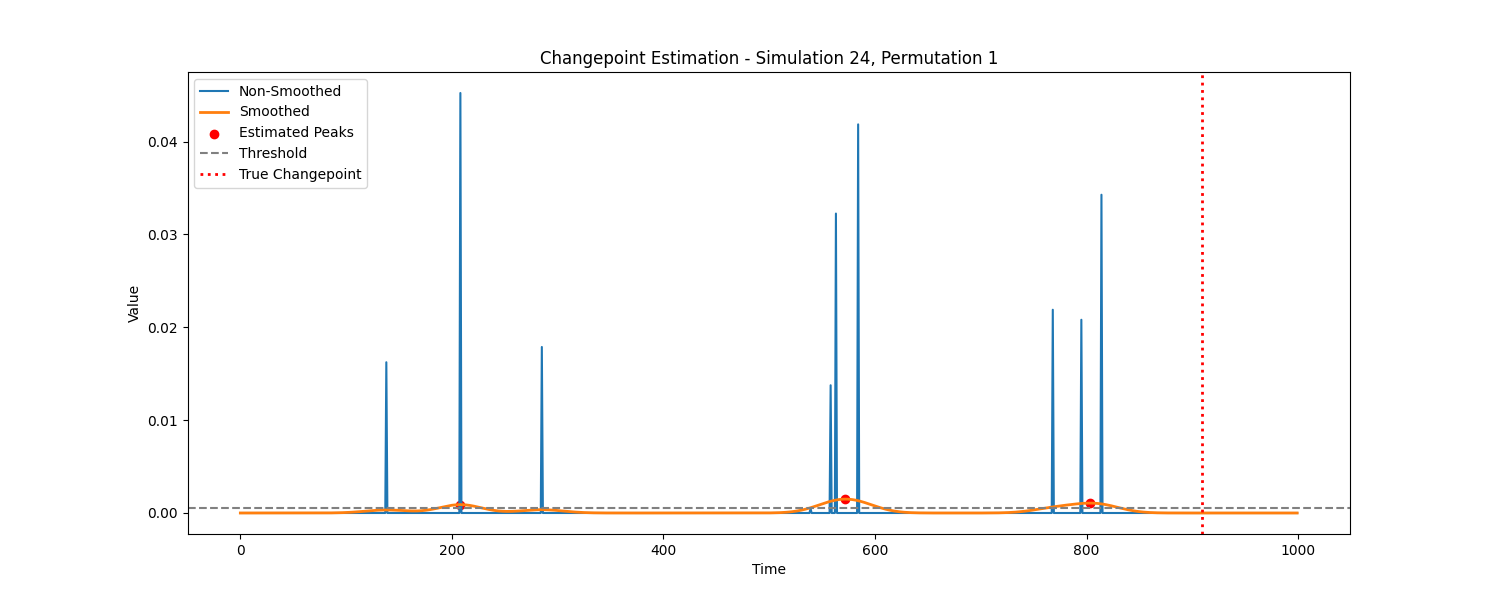 Changepoint Estimation - Simulation 24, Permutation 1
Non-Smoothed
Smoothed
Estimated Peaks
Threshold
True Changepoint
Value
0.04
0.03
0.02
0.01
0.00
0
200
400
600
800
1000
Time